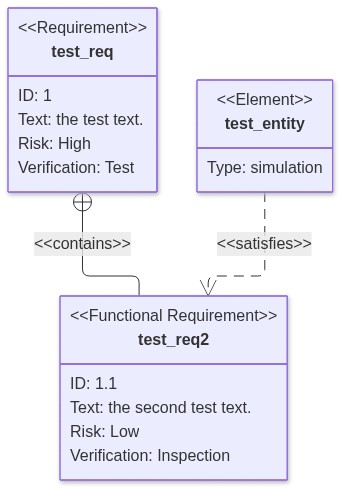 <<Requirement>>
test_req
ID: 1
Text: the test text.
Risk: High
Verification: Test
<<Element>>
test_entity
Type: simulation
<<contains>>
<<satisfies>>
<<Functional Requirement>>
test_req2
ID: 1.1
Text: the second test text.
Risk: Low
Verification: Inspection